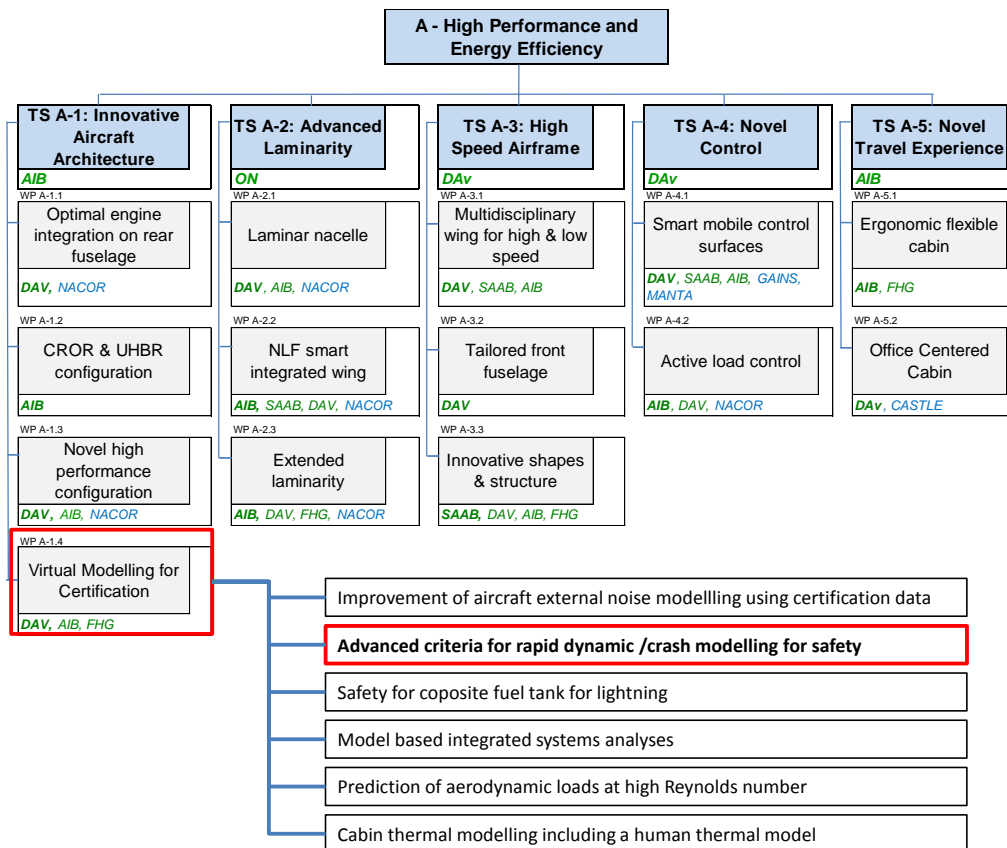 A - High Performance and
Energy Efficiency
TS A-1: Innovative
Aircraft
Architecture
AIB
WP A-1.1
Optimal engine
integration on rear
fuselage
DAV, NACOR
WP A-1.2
CROR & UHBR
configuration
AIB
WP A-1.3
Novel high
performance
configuration
DAV, AIB, NACOR
WP A-1.4
Virtual Modelling for
Certification
DAV, AIB, FHG
TS A-2: Advanced
Laminarity
ON
WP A-2.1
Laminar nacelle
DAV, AIB, NACOR
WP A-2.2
NLF smart
integrated wing
AIB, SAAB, DAV, NACOR
WP A-2.3
Extended
laminarity
AIB, DAV, FHG, NACOR
TS A-3: High
Speed Airframe
DAv
WP A-3.1
Multidisciplinary
wing for high & low
speed
DAV, SAAB, AIB
WP A-3.2
Tailored front
fuselage
DAV
WP A-3.3
Innovative shapes
& structure
SAAB, DAV, AIB, FHG
TS A-4: Novel
Control
DAv
WP A-4.1
Smart mobile control
surfaces
DAV, SAAB, AIB, GAINS,
MANTA
WP A-4.2
Active load control
AIB, DAV, NACOR
TS A-5: Novel
Travel Experience
AIB
WP A-5.1
Ergonomic flexible
cabin
AIB, FHG
WP A-5.2
Office Centered
Cabin
DAv, CASTLE
Improvement of aircraft external noise modellling using certification data
Advanced criteria for rapid dynamic /crash modelling for safety
Safety for coposite fuel tank for lightning
Model based integrated systems analyses
Prediction of aerodynamic loads at high Reynolds number
Cabin thermal modelling including a human thermal model